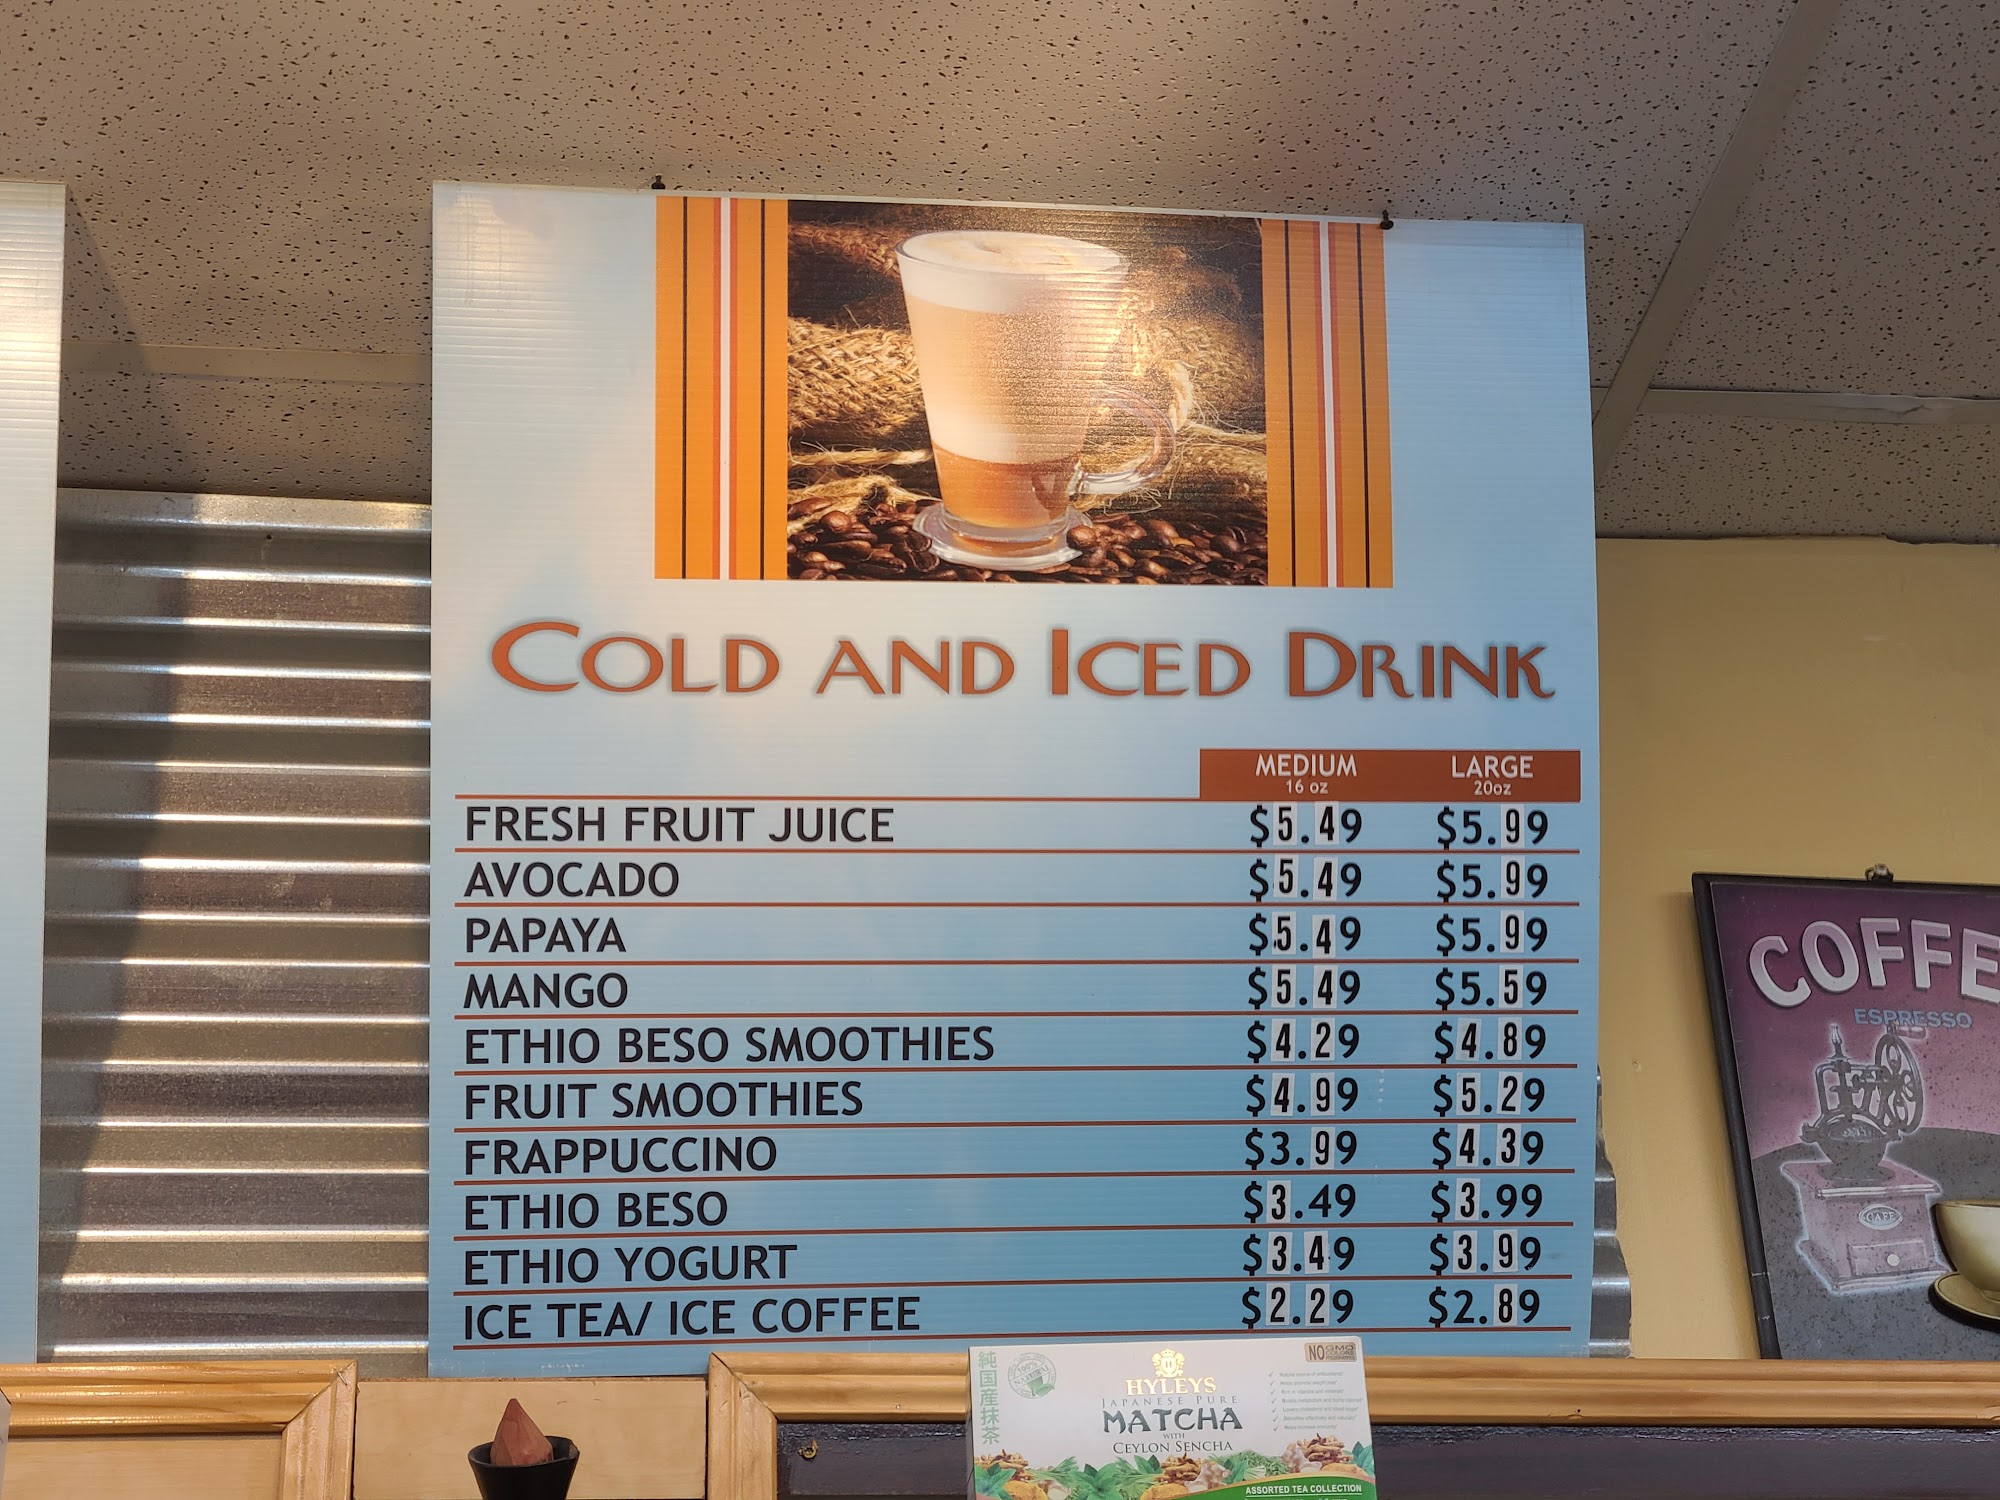 COLD AND ICED DRINK
MEDIUM LARGE
16 oz 20oz
FRESH FRUIT JUICE $5.49 $5.99
AVOCADO $5.49 $5.99
PAPAYA $5.49 $5.99
MANGO $5.49 $5.59
ETHIO BESO SMOOTHIES $4.29 $4.89
FRUIT SMOOTHIES $4.99 $5.29
FRAPPUCCINO $3.99 $4.39
ETHIO BESO $3.49 $3.99
ETHIO YOGURT $3.49 $3.99
ICE TEA/ ICE COFFEE $2.29 $2.89
COFFE
ESPRESSO
CAFE
純国産抹茶
100%
NO GMO
HYLEYS
JAPANESE PURE
MATCHA
WITH
CEYLON SENCHA
ASSORTED TEA COLLECTION